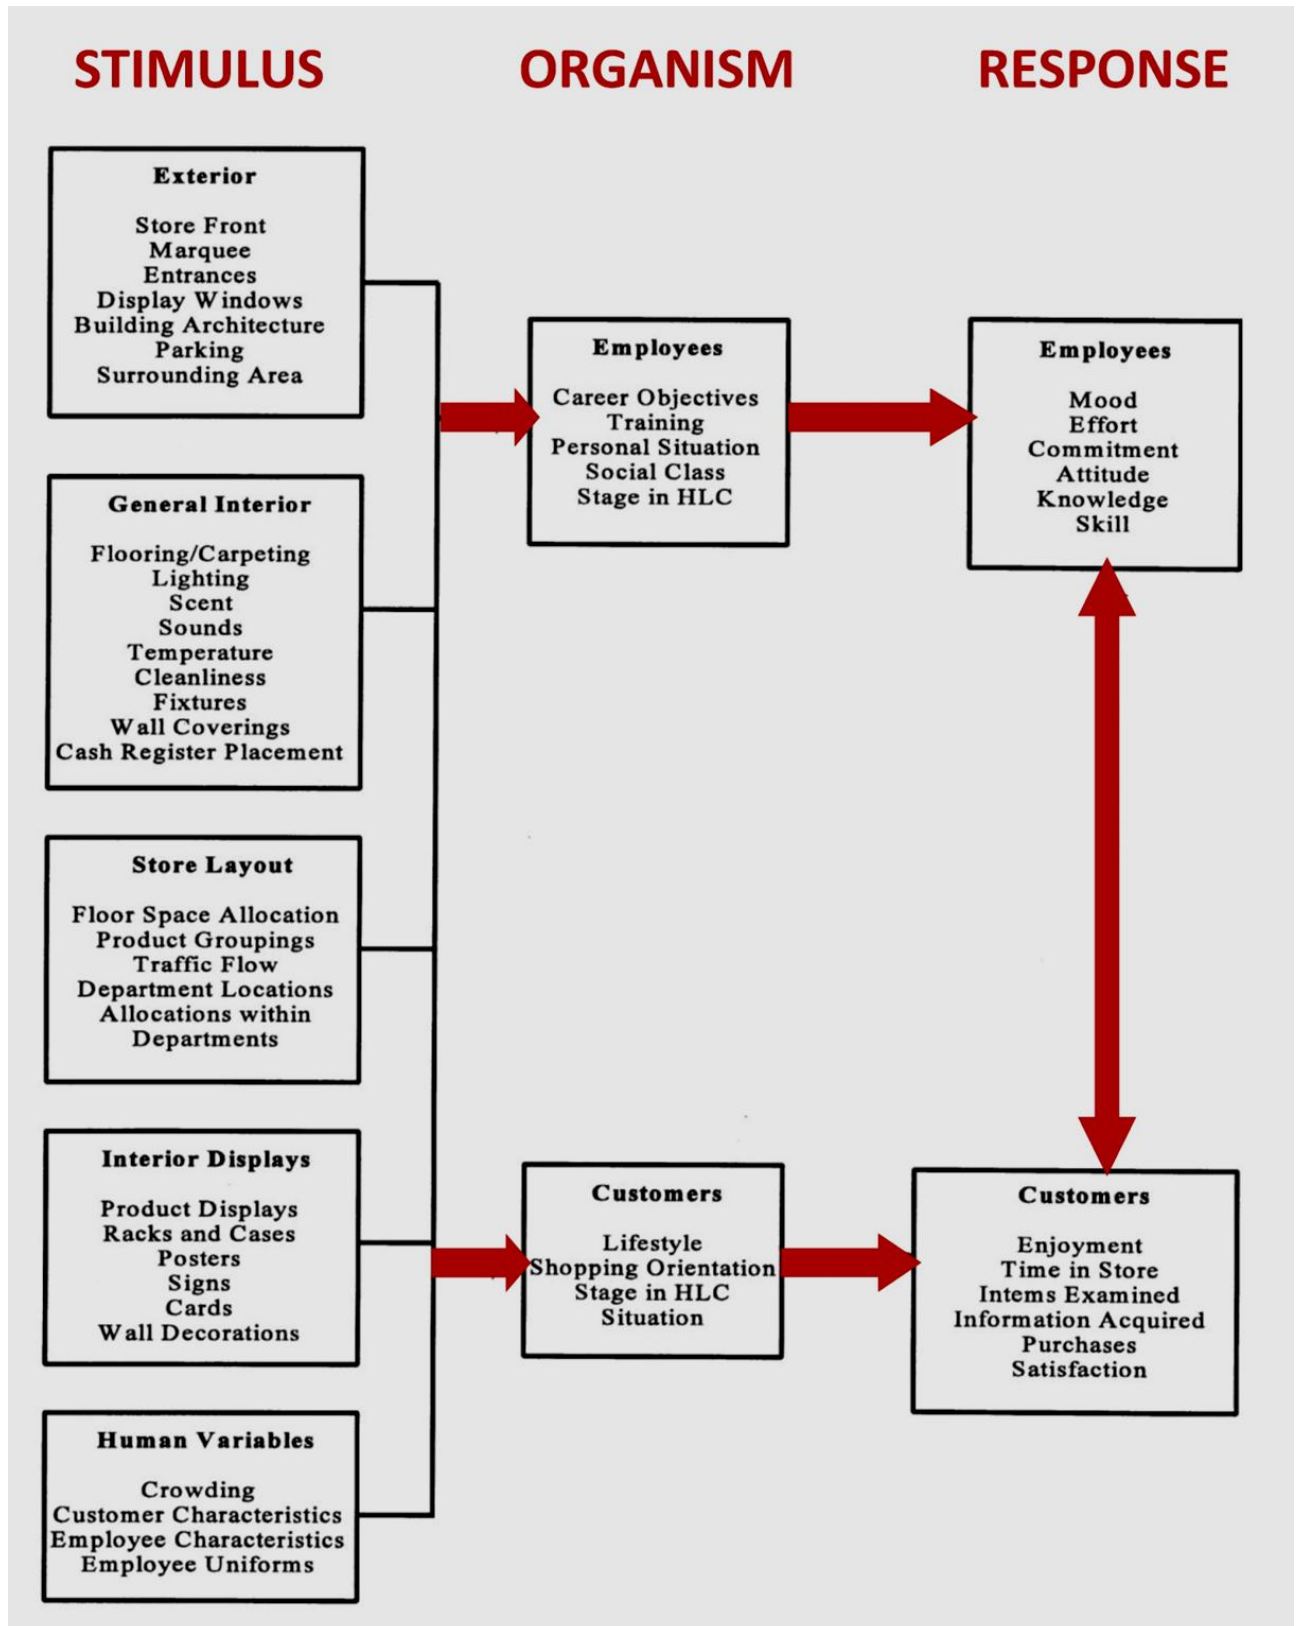 STIMULUS
ORGANISM
RESPONSE
Exterior
Store Front
Marquee
Entrances
Display Windows
Building Architecture
Parking
Surrounding Area
General Interior
Flooring/Carpeting
Lighting
Scent
Sounds
Temperature
Cleanliness
Fixtures
Wall Coverings
Cash Register Placement
Store Layout
Floor Space Allocation
Product Groupings
Traffic Flow
Department Locations
Allocations within
Departments
Interior Displays
Product Displays
Racks and Cases
Posters
Signs
Cards
Wall Decorations
Human Variables
Crowding
Customer Characteristics
Employee Characteristics
Employee Uniforms
Employees
Career Objectives
Training
Personal Situation
Social Class
Stage in HLC
Customers
Lifestyle
Shopping Orientation
Stage in HLC
Situation
Employees
Mood
Effort
Commitment
Attitude
Knowledge
Skill
Customers
Enjoyment
Time in Store
Intems Examined
Information Acquired
Purchases
Satisfaction